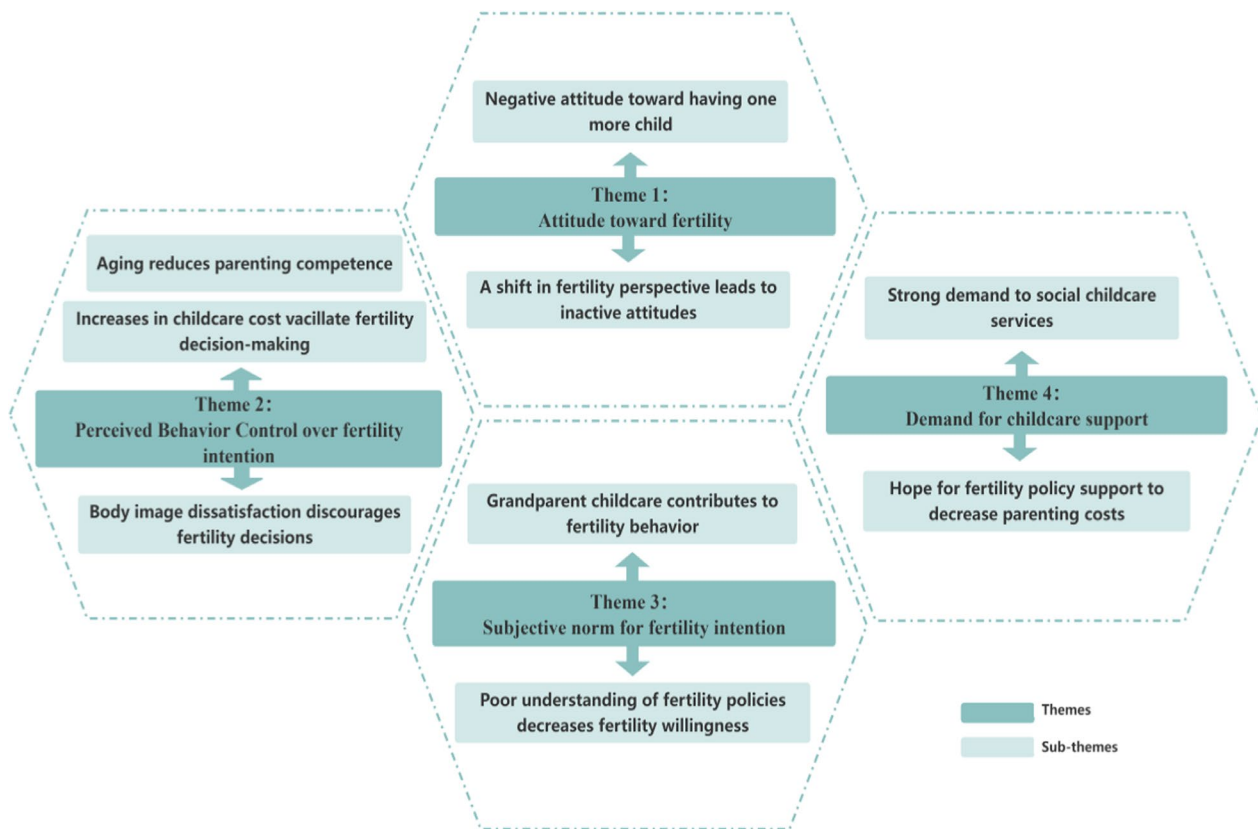 Negative attitude toward having one
more child
Theme 1:
Attitude toward fertility
A shift in fertility perspective leads to
inactive attitudes
Aging reduces parenting competence
Increases in childcare cost vacillate fertility
decision-making
Theme 2:
Perceived Behavior Control over fertility
intention
Body image dissatisfaction discourages
fertility decisions
Grandparent childcare contributes to
fertility behavior
Theme 3:
Subjective norm for fertility intention
Poor understanding of fertility policies
decreases fertility willingness
Strong demand to social childcare
services
Theme 4:
Demand for childcare support
Hope for fertility policy support to
decrease parenting costs
Themes
Sub-themes